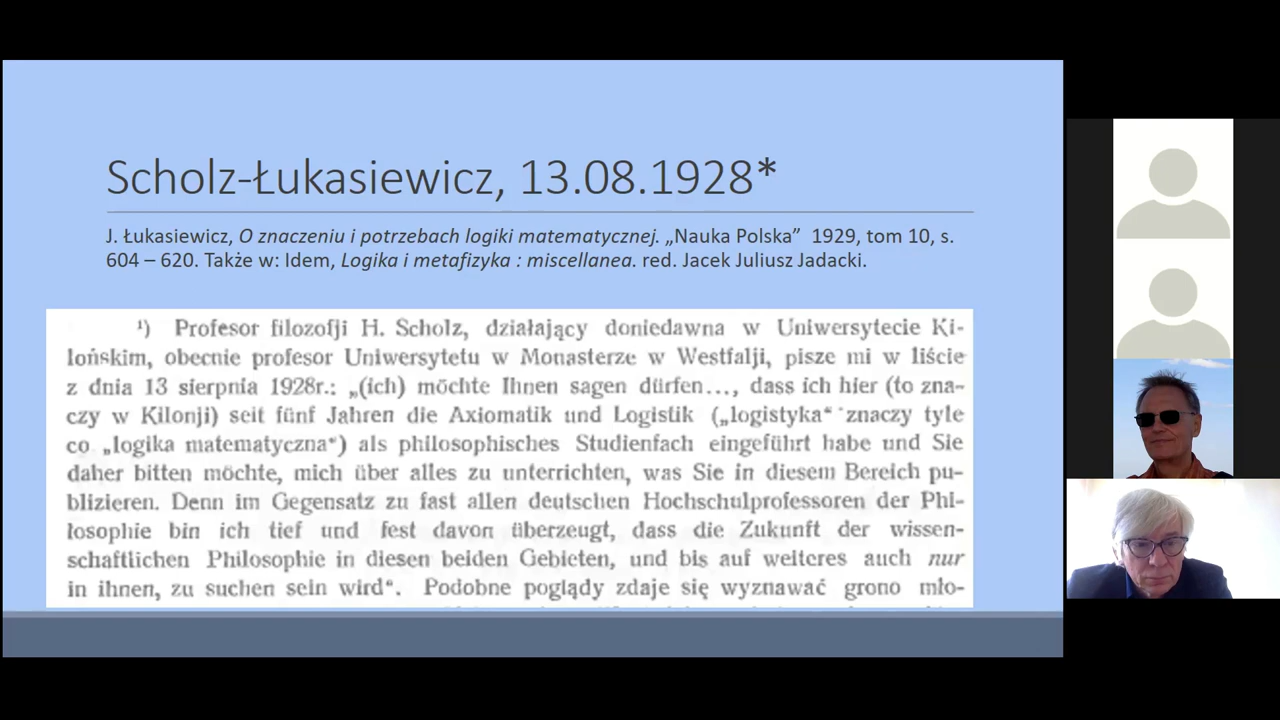 Scholz-Łukasiewicz, 13.08.1928*
J. Łukasiewicz, O znaczeniu i potrzebach logiki matematycznej. „Nauka Polska” 1929, tom 10, s.
604 – 620. Także w: Idem, Logika i metafizyka : miscellanea. red. Jacek Juliusz Jadacki.
¹) Profesor filozofji H. Scholz, działający doniedawna w Uniwersytecie Ki-
lońskim, obecnie profesor Uniwersytetu w Monasterze w Westfalji, pisze mi w liście
z dnia 13 sierpnia 1928r.: „(ich) möchte Ihnen sagen dürfen..., dass ich hier (to zna-
czy w Kilonji) seit fünf Jahren die Axiomatik und Logistik („logistyka“ znaczy tyle
co „logika matematyczna“) als philosophisches Studienfach eingeführt habe und Sie
daher bitten möchte, mich über alles zu unterrichten, was Sie in diesem Bereich pu-
blizieren. Denn im Gegensatz zu fast allen deutschen Hochschulprofessoren der Phi-
losophie bin ich tief und fest davon überzeugt, dass die Zukunft der wissen-
schaftlichen Philosophie in diesen beiden Gebieten, und bis auf weiteres auch nur
in ihnen, zu suchen sein wird“. Podobne poglądy zdaje się wyznawać grono mło-